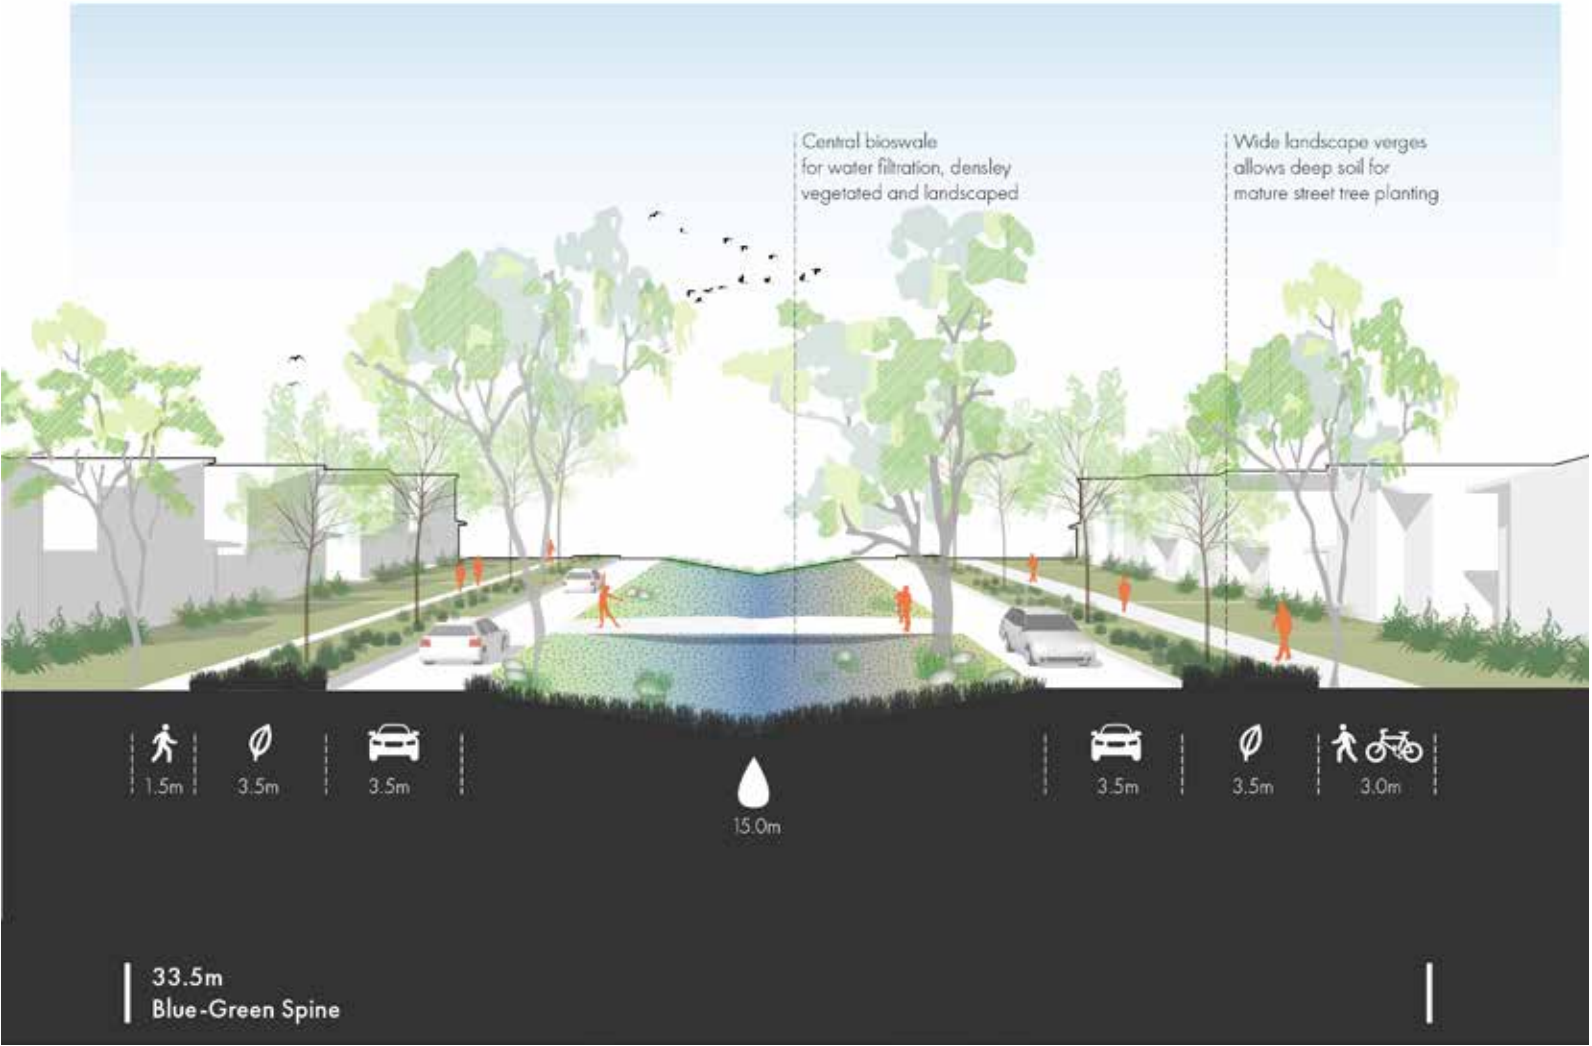 Central bioswale
for water filtration, densley
vegetated and landscaped
Wide landscape verges
allows deep soil for
mature street tree planting
1.5m
3.5m
3.5m
15.0m
3.5m
3.5m
3.0m
33.5m
Blue-Green Spine